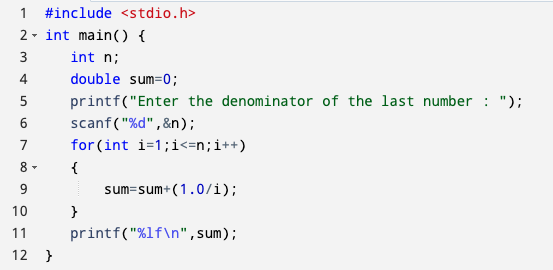 1 #include <stdio.h>
2 int main() {
3 int n;
4 double sum=0;
5 printf("Enter the denominator of the last number : ");
6 scanf("%d",&n);
7 for(int i=1;i<=n;i++)
8 {
9 sum=sum+(1.0/i);
10 }
11 printf("%lf\n",sum);
12 }